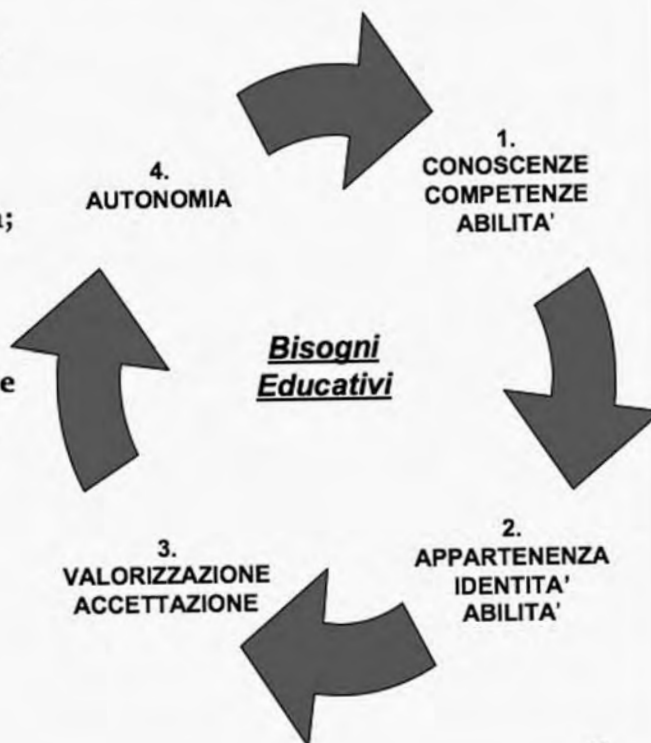 1.
CONOSCENZE
COMPETENZE
ABILITA'
4.
AUTONOMIA
;
Bisogni
Educativi
e
2.
APPARTENENZA
IDENTITA'
ABILITA'
3.
VALORIZZAZIONE
ACCETTAZIONE